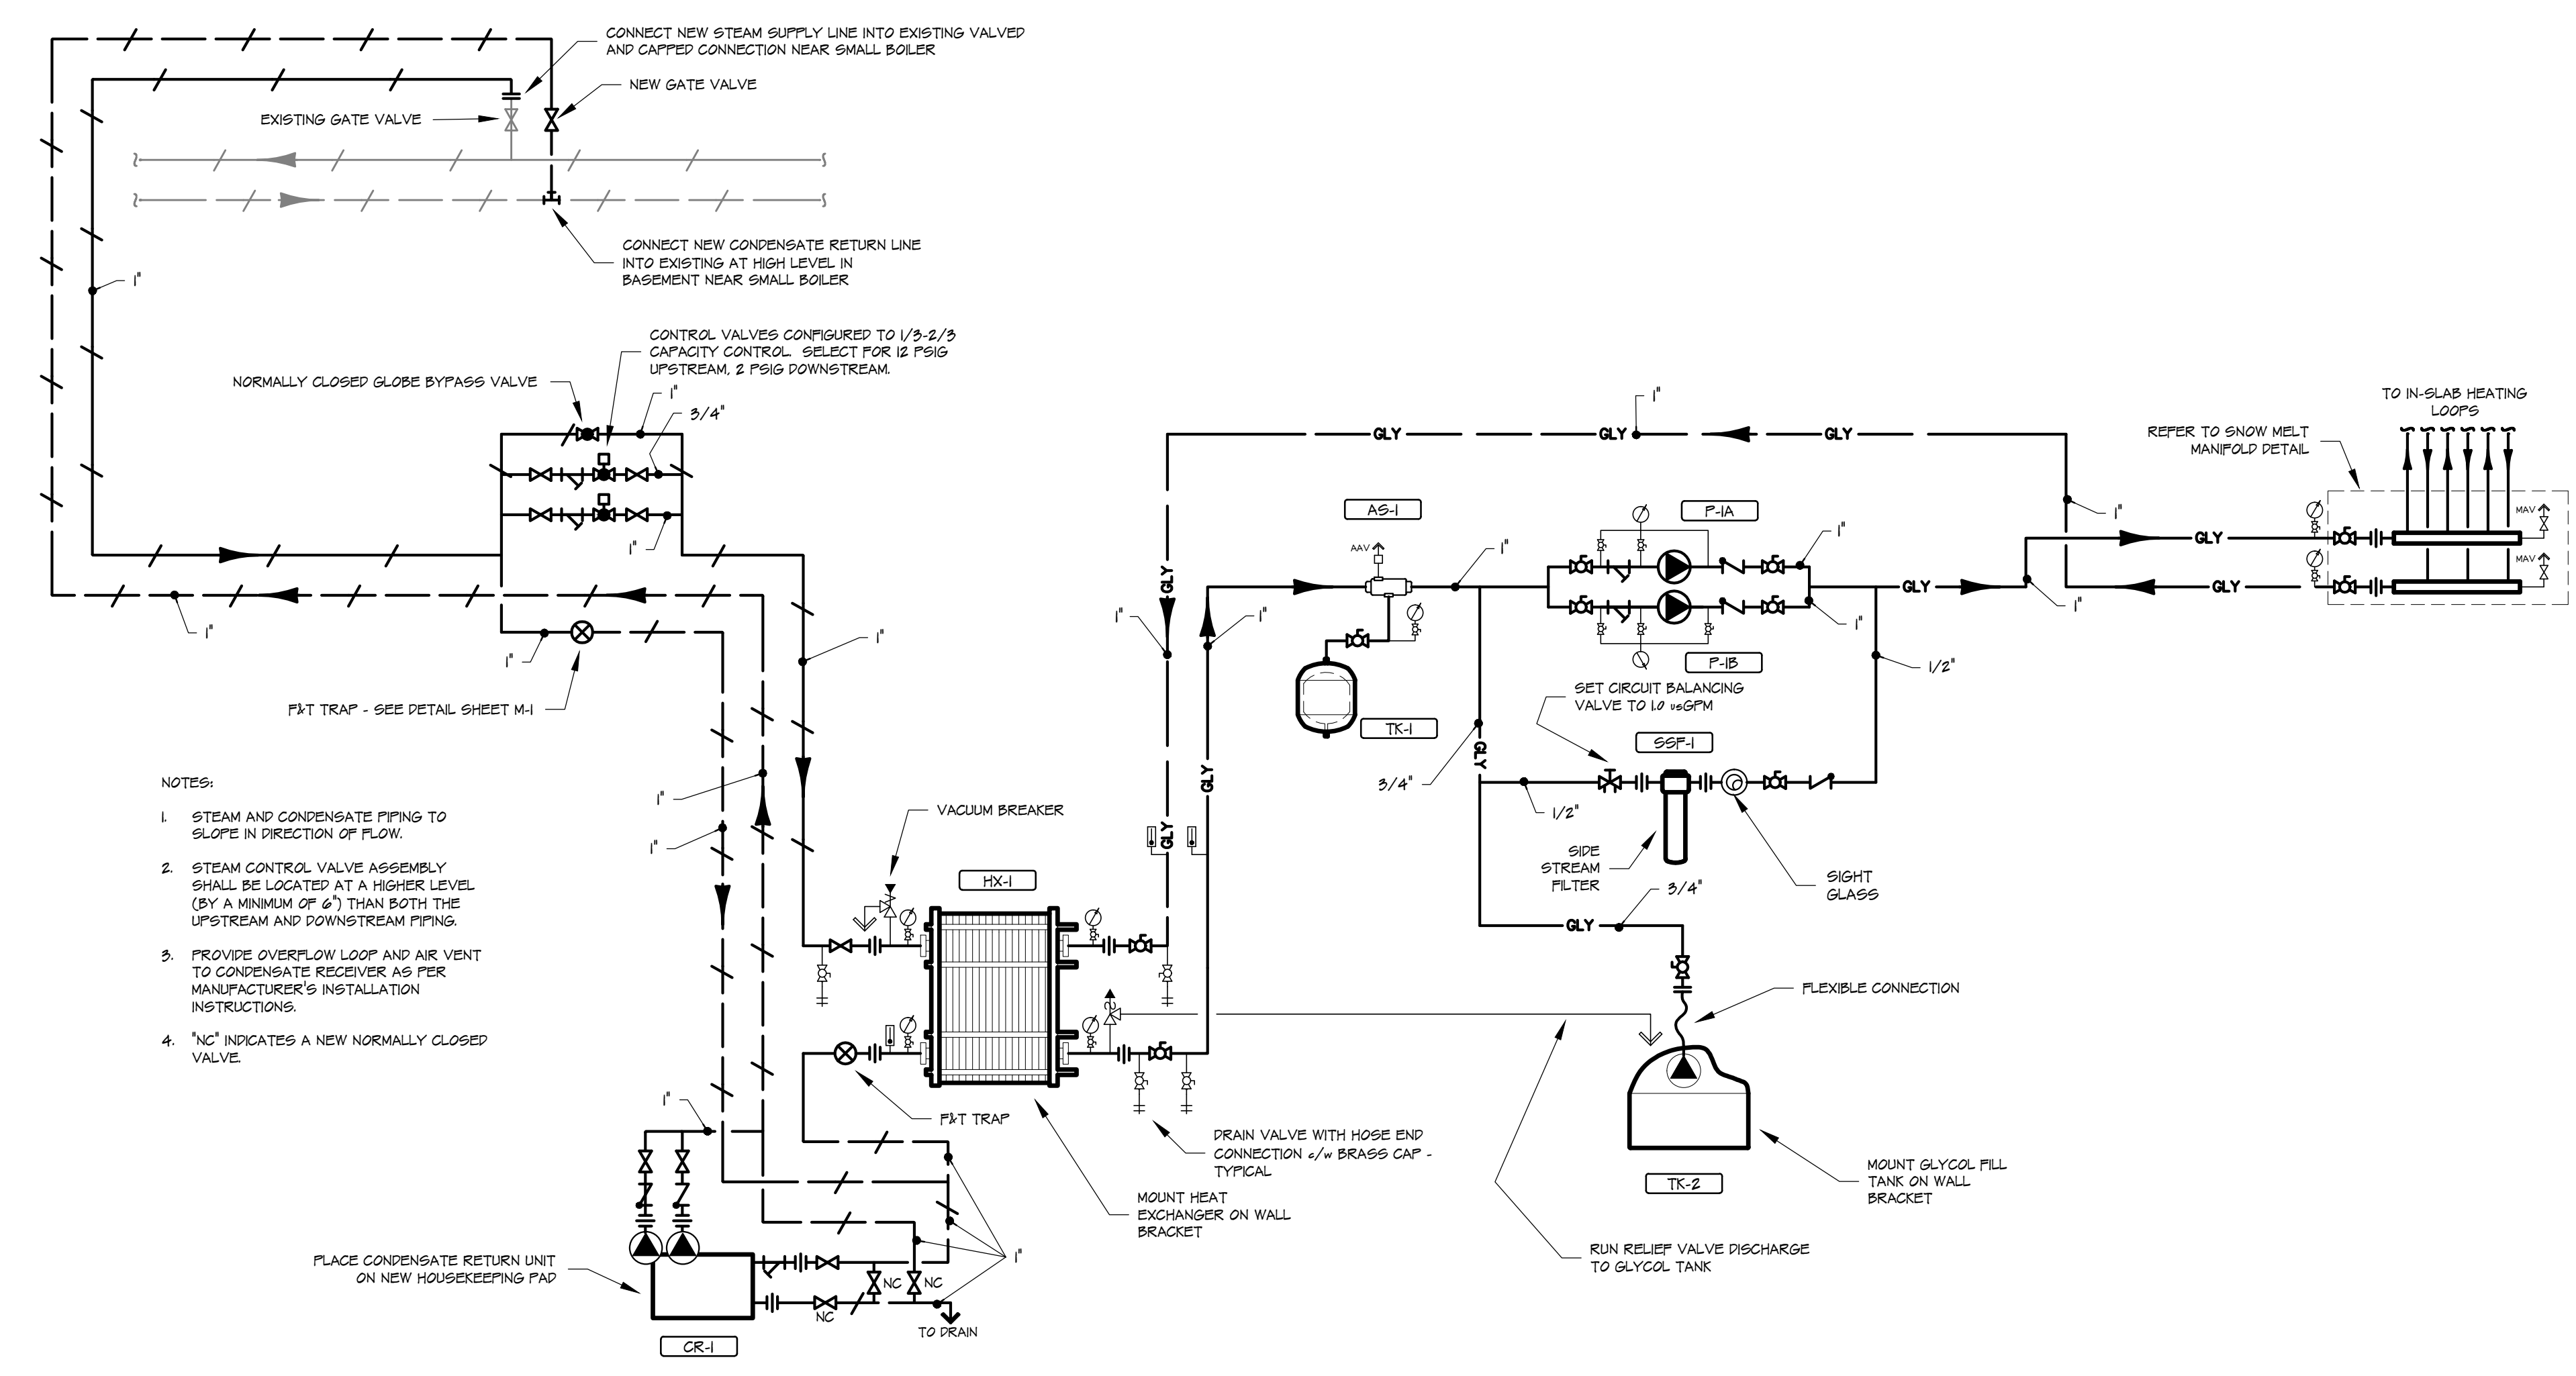 CONNECT NEW STEAM SUPPLY LINE INTO EXISTING VALVED
AND CAPPED CONNECTION NEAR SMALL BOILER
NEW GATE VALVE
EXISTING GATE VALVE
CONNECT NEW CONDENSATE RETURN LINE
INTO EXISTING AT HIGH LEVEL IN
BASEMENT NEAR SMALL BOILER
1"
CONTROL VALVES CONFIGURED TO 1/3-2/3
CAPACITY CONTROL. SELECT FOR 12 PSIG
UPSTREAM, 2 PSIG DOWNSTREAM.
NORMALLY CLOSED GLOBE BYPASS VALVE
1"
3/4"
1"
1"
1"
1"
F&T TRAP - SEE DETAIL SHEET M-1
NOTES:
1. STEAM AND CONDENSATE PIPING TO
SLOPE IN DIRECTION OF FLOW.
2. STEAM CONTROL VALVE ASSEMBLY
SHALL BE LOCATED AT A HIGHER LEVEL
(BY A MINIMUM OF 6") THAN BOTH THE
UPSTREAM AND DOWNSTREAM PIPING.
3. PROVIDE OVERFLOW LOOP AND AIR VENT
TO CONDENSATE RECEIVER AS PER
MANUFACTURER'S INSTALLATION
INSTRUCTIONS.
4. "NC" INDICATES A NEW NORMALLY CLOSED
VALVE.
1"
1"
VACUUM BREAKER
HX-1
F&T TRAP
1"
DRAIN VALVE WITH HOSE END
CONNECTION c/w BRASS CAP -
TYPICAL
MOUNT HEAT
EXCHANGER ON WALL
BRACKET
PLACE CONDENSATE RETURN UNIT
ON NEW HOUSEKEEPING PAD
NC
NC
NC
1"
TO DRAIN
CR-1
1"
GLY
GLY
GLY
TO IN-SLAB HEATING
LOOPS
REFER TO SNOW MELT
MANIFOLD DETAIL
MAV
MAV
1"
GLY
GLY
GLY
1"
AS-1
AAV
1"
P-1A
1"
1"
P-1B
1/2"
GLY
1"
1"
GLY
GLY
TK-1
SET CIRCUIT BALANCING
VALVE TO 1.0 usGPM
SSF-1
GLY
3/4"
1/2"
SIDE
STREAM
FILTER
SIGHT
GLASS
3/4"
GLY
FLEXIBLE CONNECTION
MOUNT GLYCOL FILL
TANK ON WALL
BRACKET
TK-2
RUN RELIEF VALVE DISCHARGE
TO GLYCOL TANK